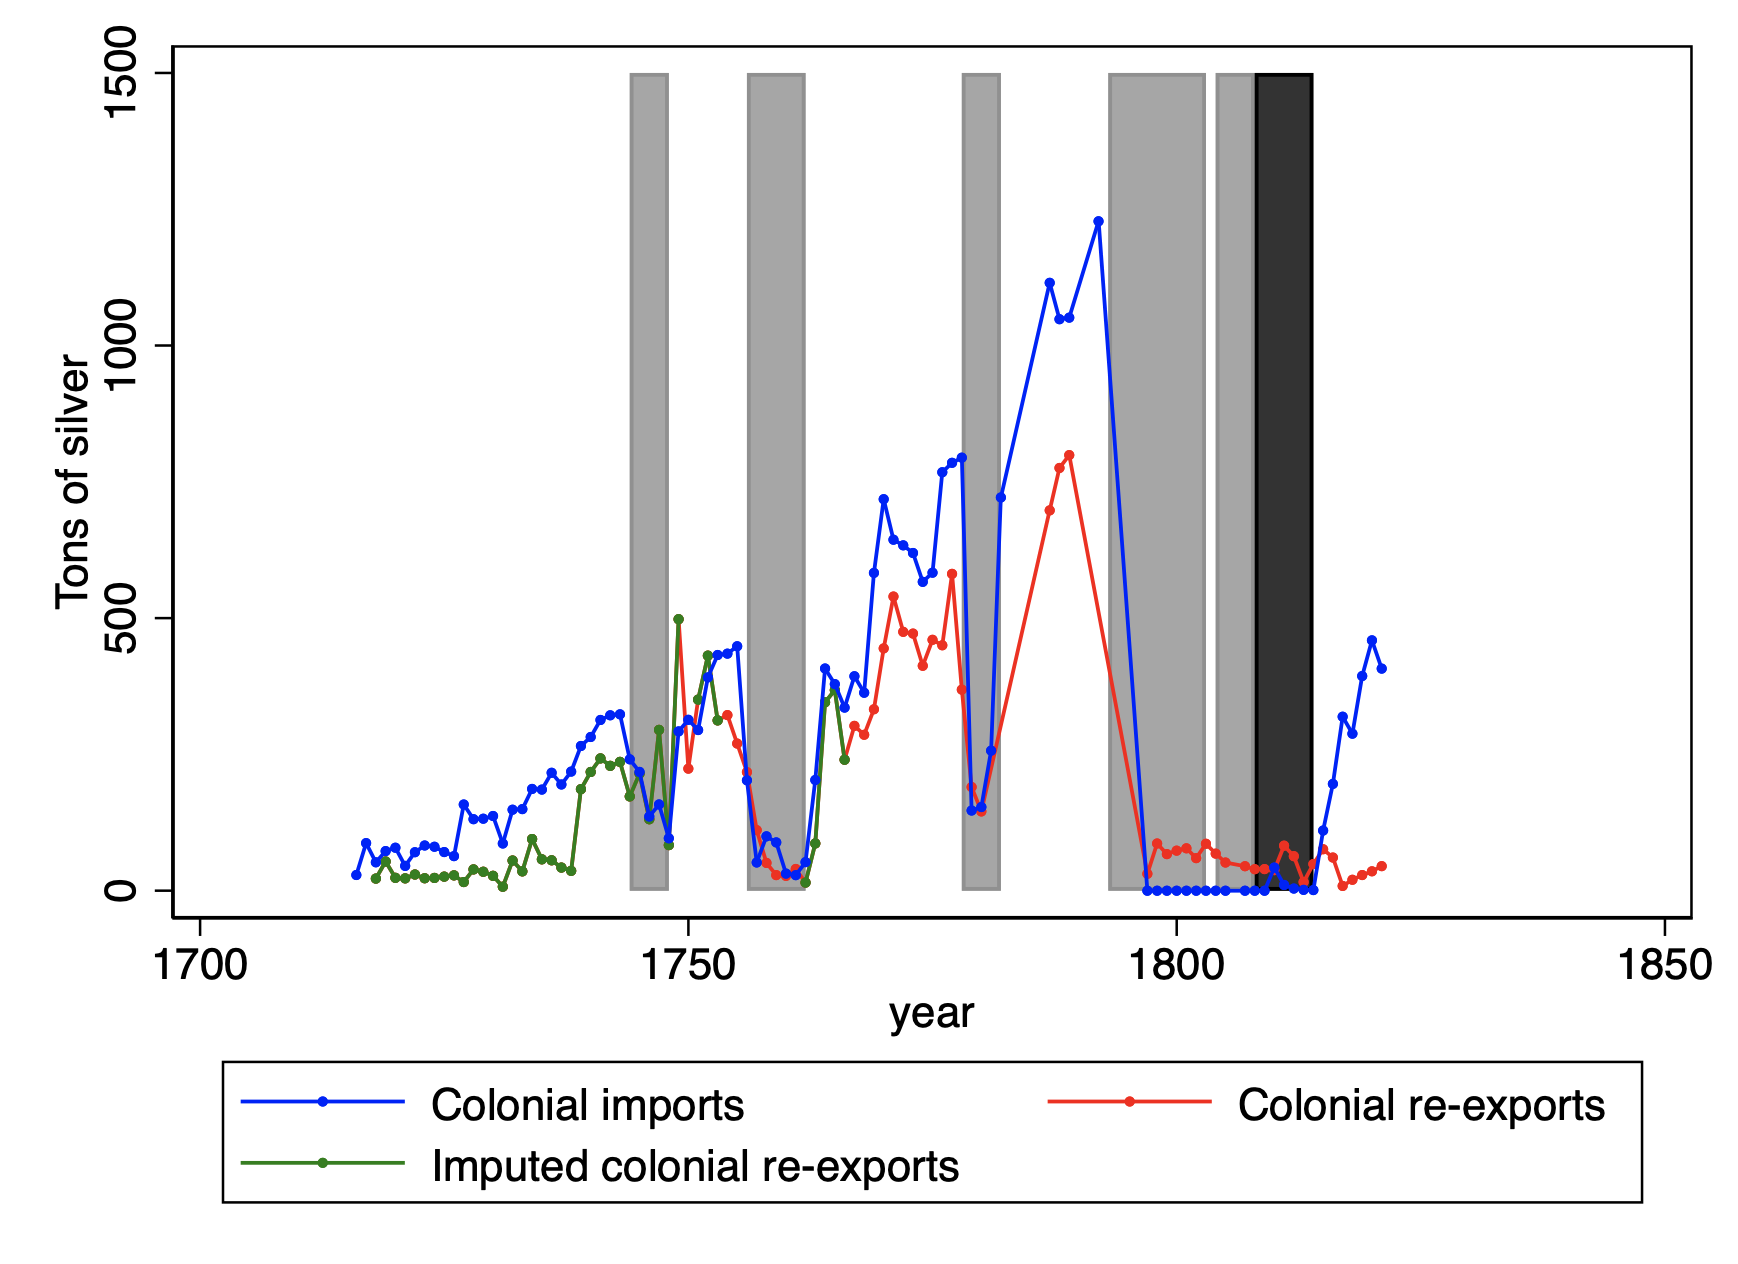 1500
1000
500
0
Tons of silver
1700 1750 1800 1850
year
Colonial imports Colonial re-exports
Imputed colonial re-exports